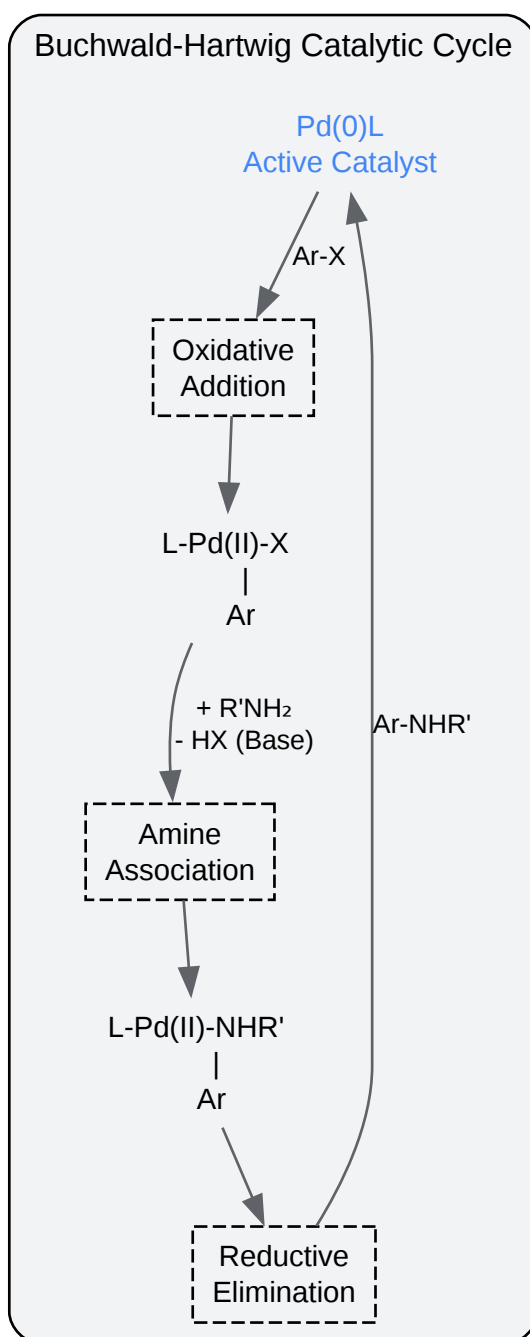 Buchwald-Hartwig Catalytic Cycle
Pd(0)L
Active Catalyst
Ar-X
Oxidative
Addition
L-Pd(II)-X
|
Ar
+ R'NH₂
- HX (Base)
Ar-NHR'
Amine
Association
L-Pd(II)-NHR'
|
Ar
Reductive
Elimination